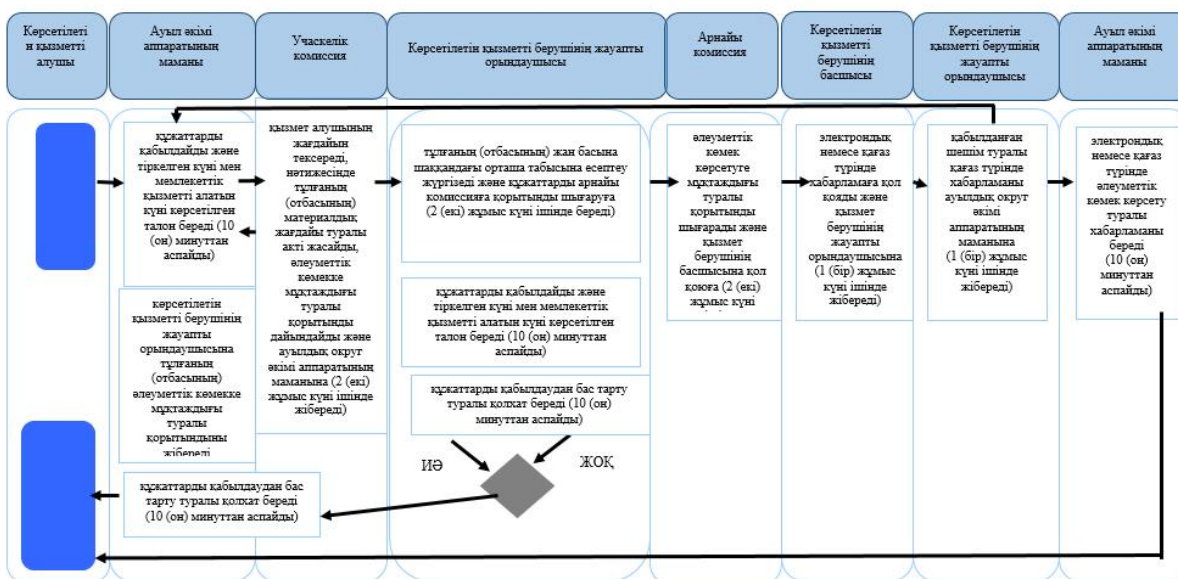 Көрсетілеті
н қызметті
алушы
Ауыл әкімі
аппаратының
маманы
Учаскелік
комиссия
Көрсетілетін қызметті берушінің жауапты
орындаушысы
Арнайы
комиссия
Көрсетілетін
қызметті
берушінің
басшысы
Көрсетілетін
қызметті берушінің
жауапты
орындаушысы
Ауыл әкімі
аппаратының
маманы
құжаттарды
қабылдайды және
тіркелген күні мен
мемлекеттік
қызметті алатын
күні көрсетілген
талон береді (10
(он) минуттан
аспайды)
көрсетілетін
қызметті берушінің
жауапты
орындаушысына
тұлғаның
(отбасының)
әлеуметтік көмекке
мұқтаждығы
туралы
қорытындыны
жібереді
құжаттарды қабылдаудан бас
тарту туралы қолхат береді
(10 (он) минуттан аспайды)
қызмет алушының
жағдайын
тексереді,
нәтижесінде
тұлғаның
(отбасының)
материалдық
жағдайы туралы
акті жасайды,
әлеуметтік
көмекке
мұқтаждығы
туралы
қорытынды
дайындайды және
ауылдық округ
әкімі аппаратының
маманына (2 (екі)
жұмыс күні ішінде
жібереді)
тұлғаның (отбасының) жан басына
шаққандағы орташа табысына есептеу
жүргізеді және құжаттарды арнайы
комиссияға қорытынды шығаруға
(2 (екі) жұмыс күні ішінде береді)
құжаттарды қабылдайды және
тіркелген күні мен мемлекеттік
қызметті алатын күні көрсетілген
талон береді (10 (он) минуттан
аспайды)
құжаттарды қабылдаудан бас тарту
туралы қолхат береді (10 (он)
минуттан аспайды)
ИӘ
ЖОҚ
әлеуметтік
көмек
көрсетуге
мұқтаждығы
туралы
қорытынды
шығарады және
қызмет
берушінің
басшысына қол
қоюға (2 (екі)
жұмыс күні
электрондық
немесе қағаз
түрінде
хабарламаға қол
қояды және
қызмет
берушінің
жауапты
орындаушысына
(1 (бір) жұмыс
күні ішінде
жібереді)
қабылданған
шешім туралы
қағаз түрінде
хабарламаны
ауылдық округ
әкімі
аппаратының
маманына
(1 (бір) жұмыс
күні ішінде
жібереді)
электрондық
немесе қағаз
түрінде
әлеуметтік
көмек көрсету
туралы
хабарламаны
береді
(10 (он)
минуттан
аспайды)